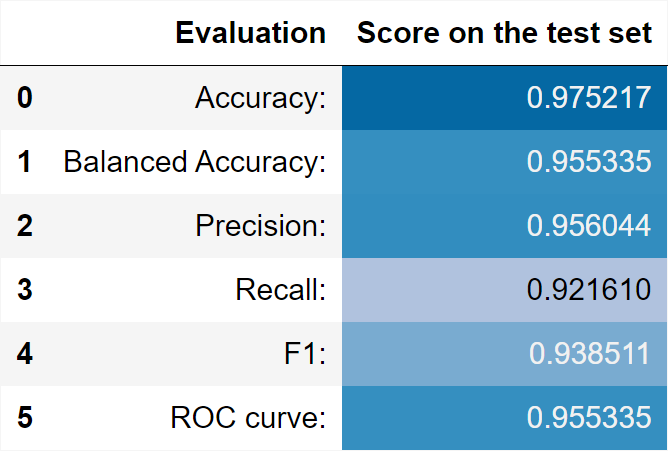 Evaluation Score on the test set
0 Accuracy: 0.975217
1 Balanced Accuracy: 0.955335
2 Precision: 0.956044
3 Recall: 0.921610
4 F1: 0.938511
5 ROC curve: 0.955335